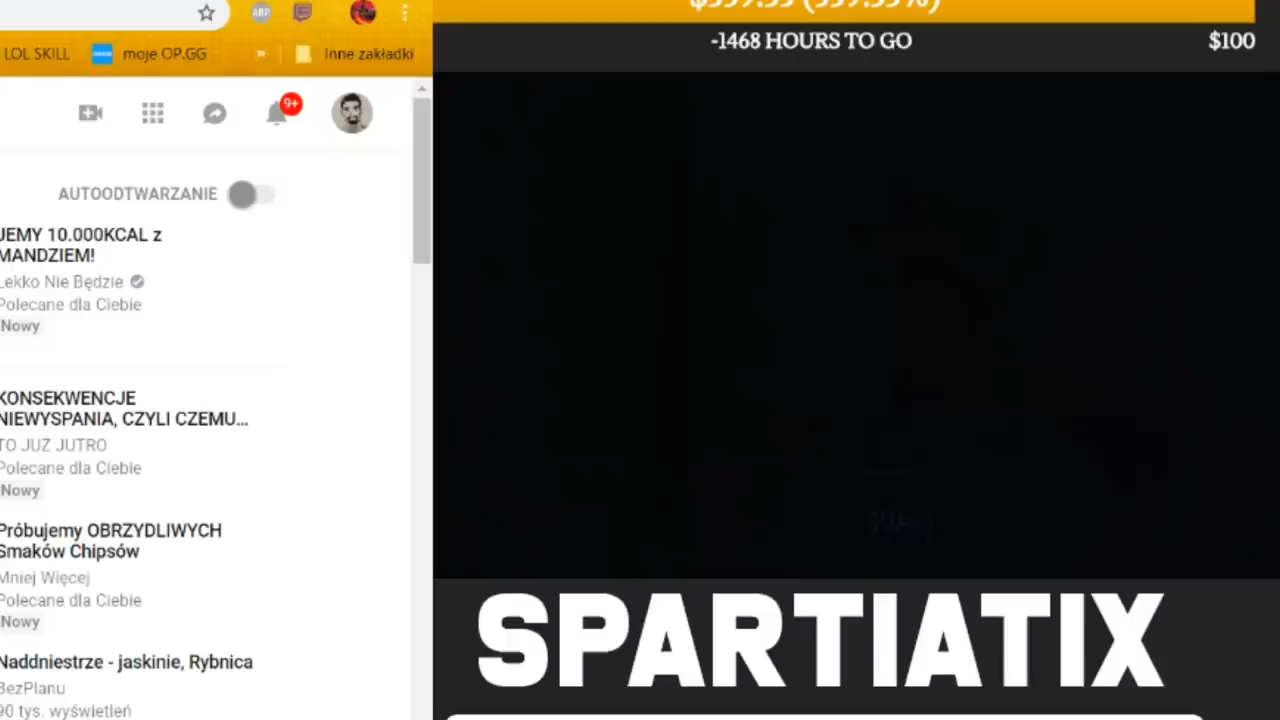 ABP
LOL SKILL
moje OP.GG
»
Inne zakładki
9+
AUTOODTWARZANIE
JEMY 10.000KCAL z
MANDZIEM!
Lekko Nie Będzie
Polecane dla Ciebie
Nowy
KONSEKWENCJE
NIEWYSPANIA, CZYLI CZEMU...
TO JUŻ JUTRO
Polecane dla Ciebie
Nowy
Próbujemy OBRZYDLIWYCH
Smaków Chipsów
Mniej Więcej
Polecane dla Ciebie
Nowy
Naddniestrze - jaskinie, Rybnica
BezPlanu
90 tys. wyświetleń
-1468 HOURS TO GO
$100
SPARTIATIX